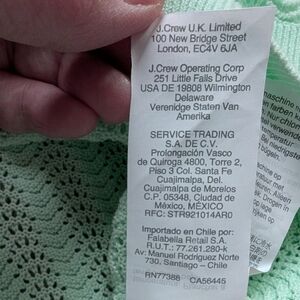 J.Crew U.K. Limited
100 New Bridge Street
London, EC4V 6JA
J.Crew Operating Corp
251 Little Falls Drive
USA DE 19808 Wilmington
Delaware
Verenidge Staten Van
Amerika
SERVICE TRADING
S.A. DE C.V.
Prolongación Vasco
de Quiroga 4800, Torre 2,
Piso 3 Col. Santa Fe
Cuajimalpa, Del.
Cuajimalpa de Morelos
C.P. 05348, Ciudad de
México, MÉXICO
RFC: STR921014AR0
Importado en Chile por:
Falabella Retail S.A.
R.U.T.: 77.261.280-k
Av: Manuel Rodriguez Norte
730, Santiago – Chile
RN77388 CA56445